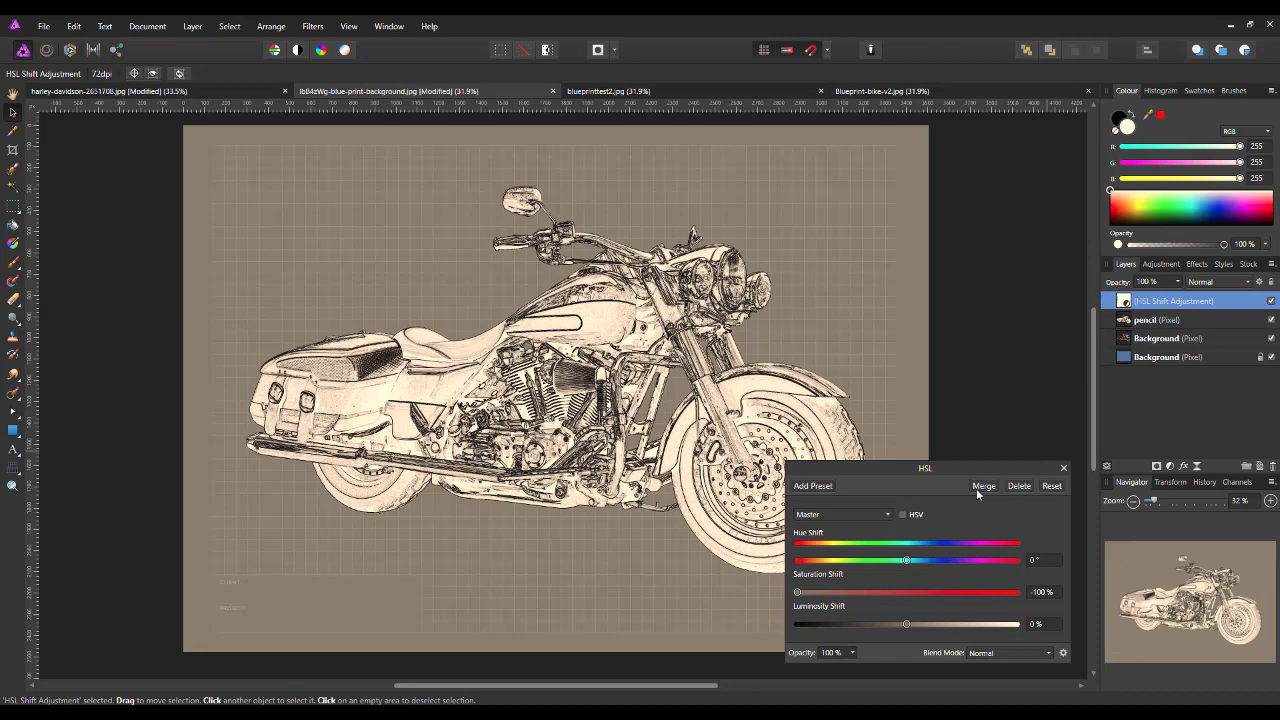 File Edit Text Document Layer Select Arrange Filters View Window Help
HSL Shift Adjustment 72dpi
harley-davidson-2651708.jpg [Modified] (33.5%) lbB4zWg-blue-print-background.jpg [Modified] (31.9%) blueprinttest2.jpg (31.9%) Blueprint-bike-v2.jpg (31.9%)
Colour Histogram Swatches Brushes
RGB
R: 255
G: 255
B: 255
Opacity
100 %
Layers Adjustment Effects Styles Stock
100 % Normal
(HSL Shift Adjustment)
pencil (Pixel)
Background (Pixel)
Background (Pixel)
CLIENT
PROJECT
HSL
Add Preset Merge Delete Reset
Master HSV
Hue Shift
0 °
Saturation Shift
-100 %
Luminosity Shift
0 %
Opacity: 100 % Blend Mode: Normal
Navigator Transform History Channels
Zoom: 32 %
'HSL Shift Adjustment' selected. Drag to move selection. Click another object to select it. Click on an empty area to deselect selection.